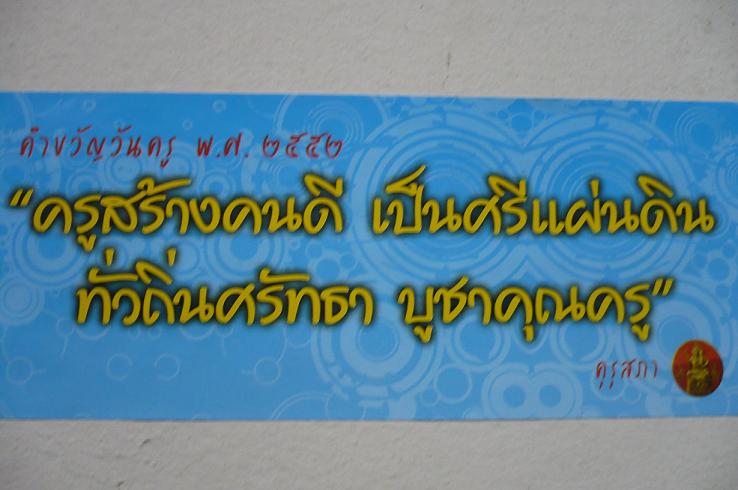 คำขวัญวันครู พ.ศ. ๒๕๕๒
“ครูสร้างคนดี เป็นศรีแผ่นดิน
ทั่วถิ่นศรัทธา บูชาคุณครู”
คุรุสภา